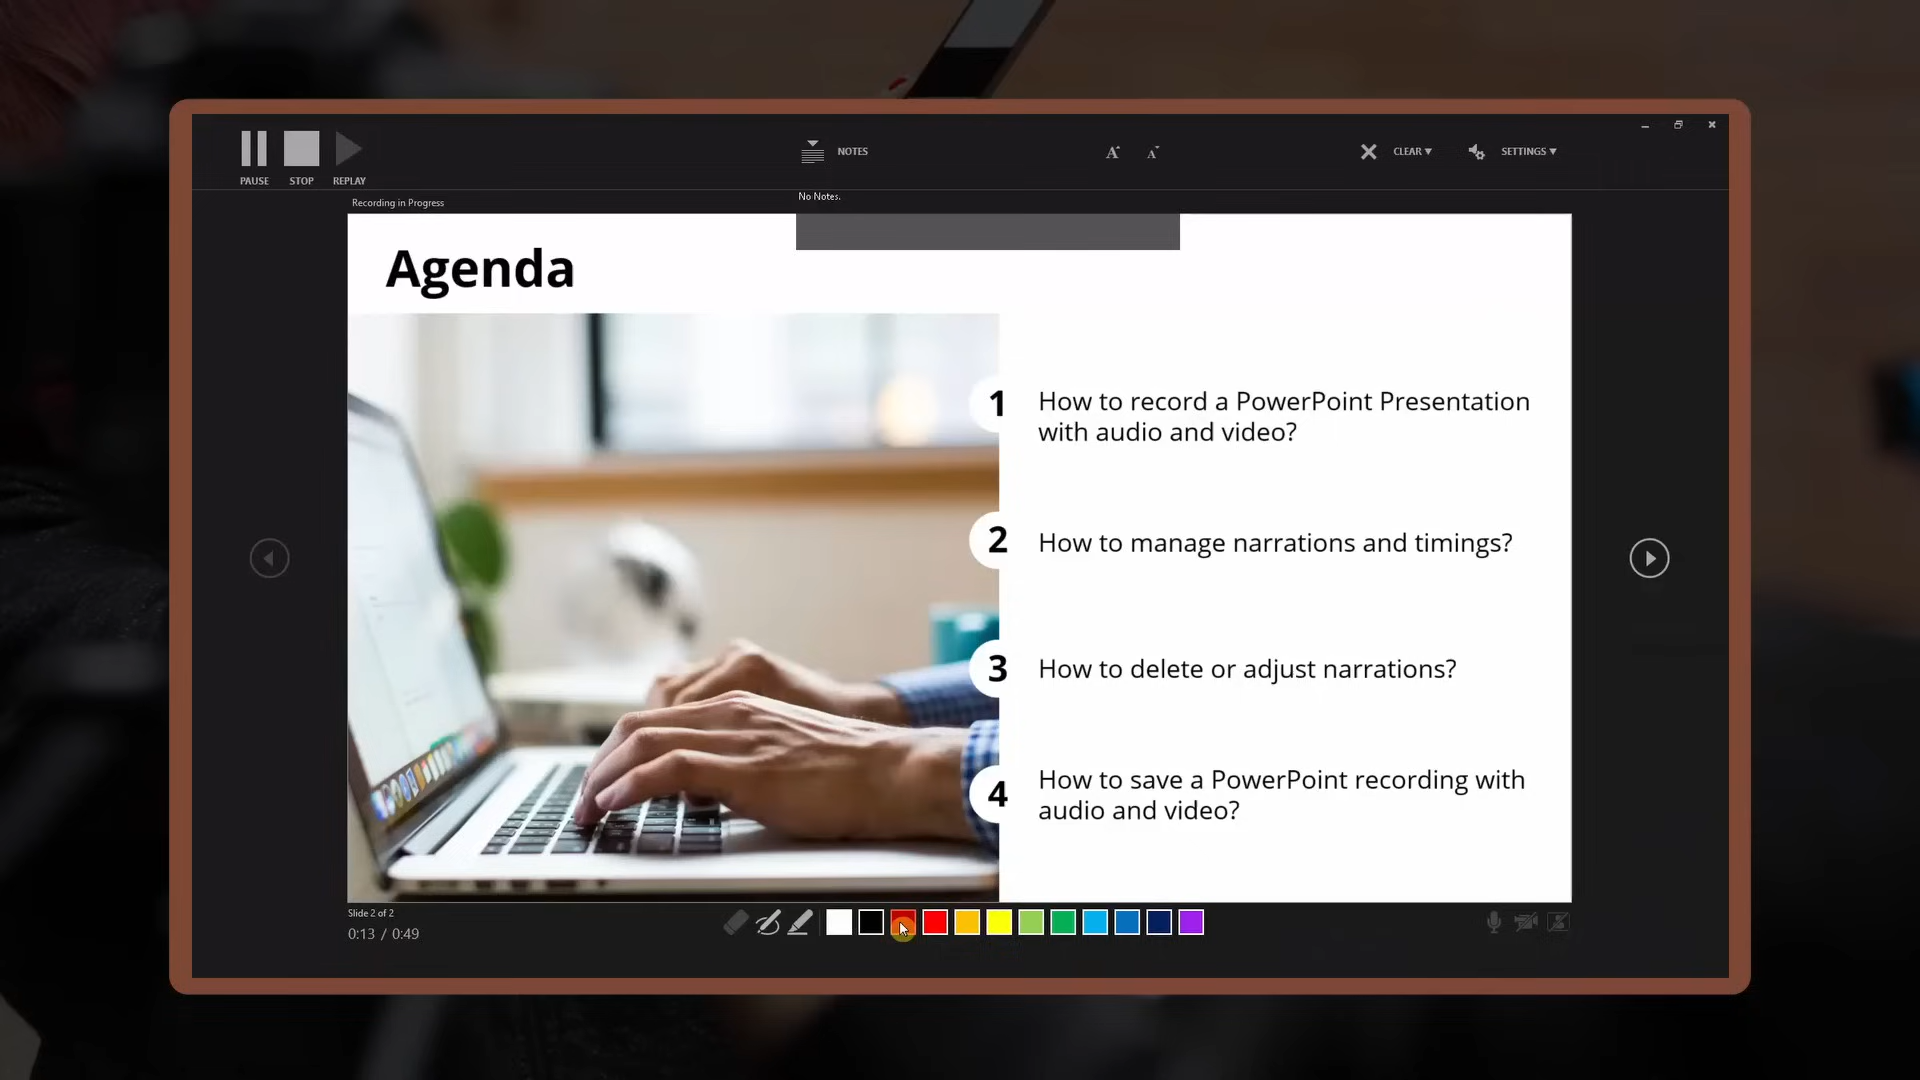 PAUSE
STOP
REPLAY
NOTES
A
A
CLEAR
SETTINGS
Recording in Progress
No Notes.
Agenda
1 How to record a PowerPoint Presentation
with audio and video?
2 How to manage narrations and timings?
3 How to delete or adjust narrations?
4 How to save a PowerPoint recording with
audio and video?
Slide 2 of 2
0:13 / 0:49